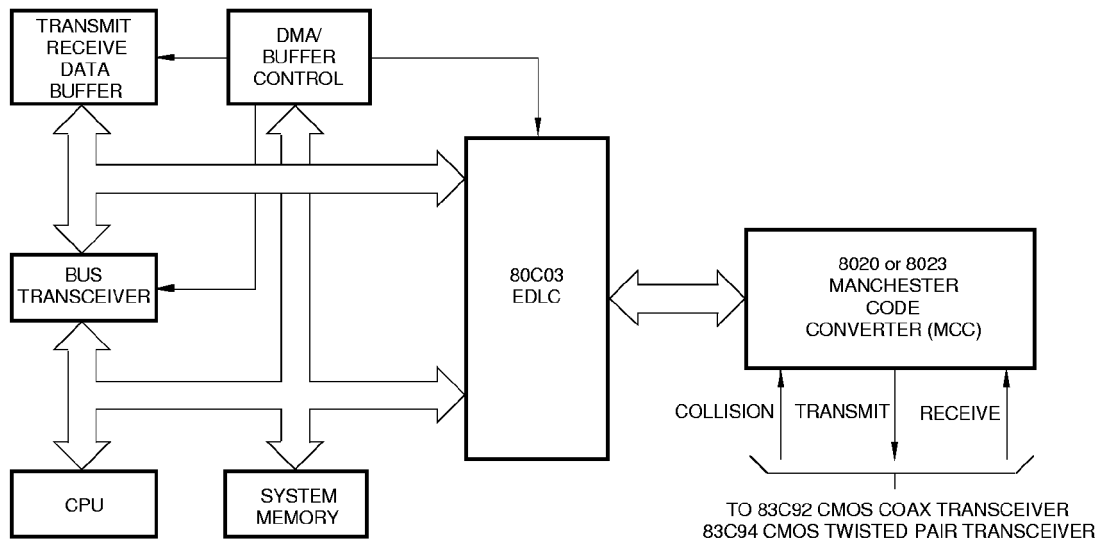 TRANSMIT
RECEIVE
DATA
BUFFER
DMA/
BUFFER
CONTROL
BUS
TRANSCEIVER
80C03
EDLC
8020 or 8023
MANCHESTER
CODE
CONVERTER (MCC)
COLLISION
TRANSMIT
RECEIVE
CPU
SYSTEM
MEMORY
TO 83C92 CMOS COAX TRANSCEIVER
83C94 CMOS TWISTED PAIR TRANSCEIVER